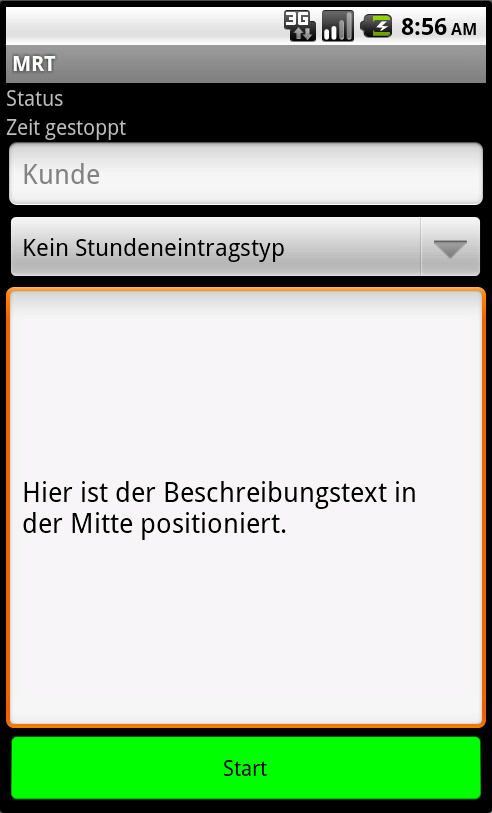 3G 8:56 AM
MRT
Status
Zeit gestoppt
Kunde
Kein Stundeneintragstyp
Hier ist der Beschreibungstext in
der Mitte positioniert.
Start